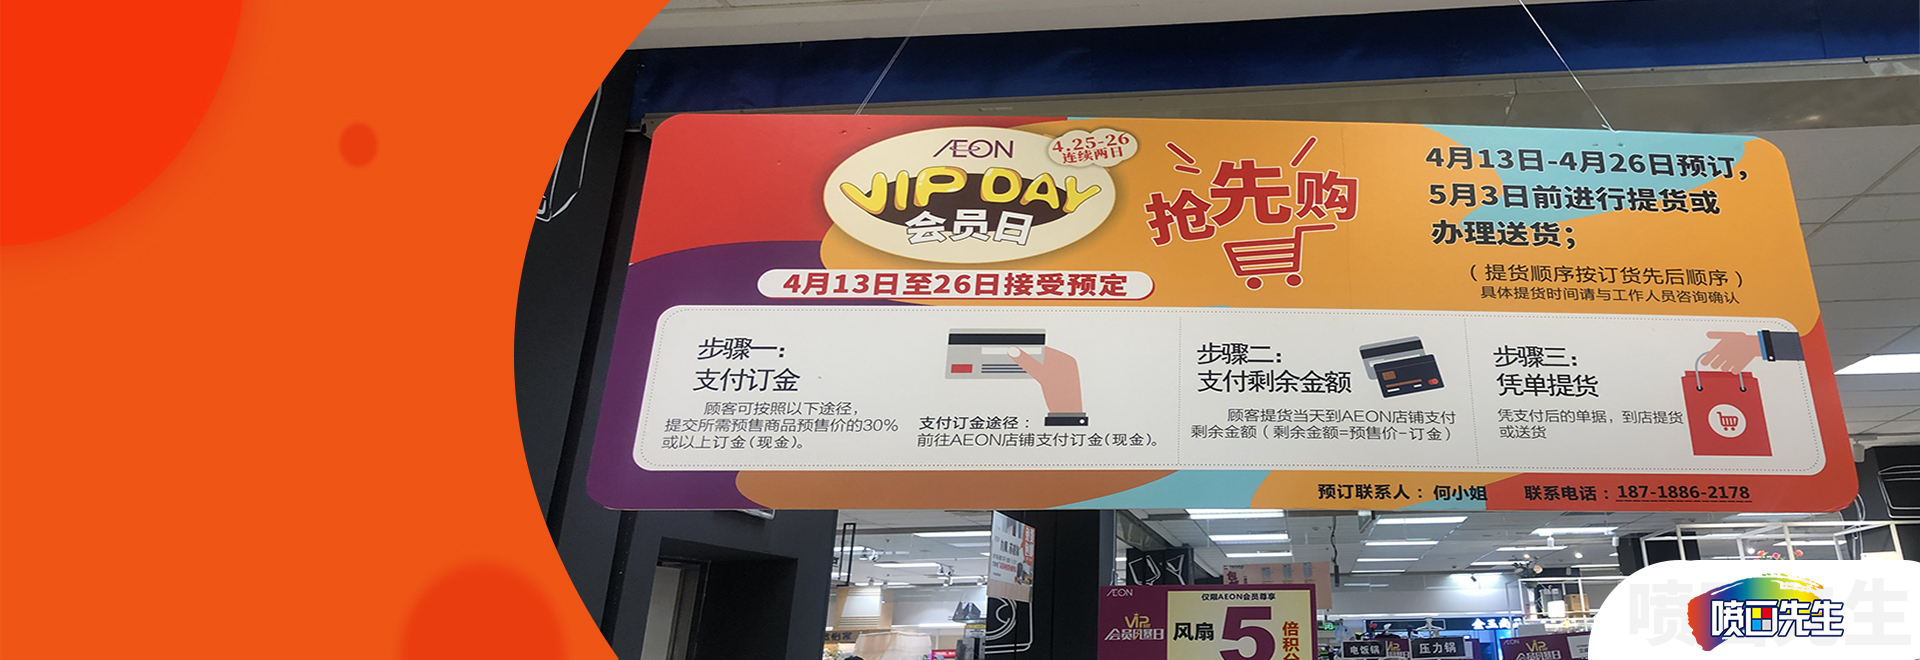 ÆON
4.25-26
连续两日
VIP DAY
会员日
抢先购
4月13日至26日接受预定
4月13日-4月26日预订，
5月3日前进行提货或
办理送货；
（提货顺序按订货先后顺序）
具体提货时间请与工作人员咨询确认
步骤一：
支付订金
顾客可按照以下途径，
提交所需预售商品预售价的30%
或以上订金(现金)。
支付订金途径：
前往AEON店铺支付订金(现金)。
步骤二：
支付剩余金额
顾客提货当天到AEON店铺支付
剩余金额（剩余金额=预售价-订金）
步骤三：
凭单提货
凭支付后的单据，到店提货
或送货
预订联系人：何小姐
联系电话：187-1886-2178
ÆON
VIP
会员风暴日
仅限AEON会员尊享
风扇
5
倍积分
电饭锅
压力锅
ÆON
VIP
喷画先生